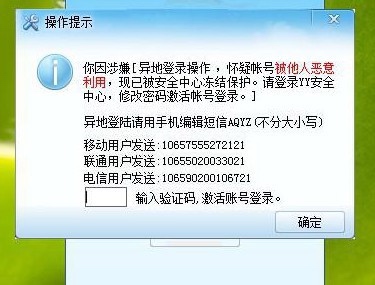 操作提示
你因涉嫌[异地登录操作，怀疑帐号被他人恶意
利用，现已被安全中心冻结保护。请登录YY安全
中心，修改密码激活帐号登录。]
异地登陆请用手机编辑短信AQYZ(不分大小写)
移动用户发送:10657555272121
联通用户发送:10655020033021
电信用户发送:106590200106721
输入验证码,激活账号登录。
确定